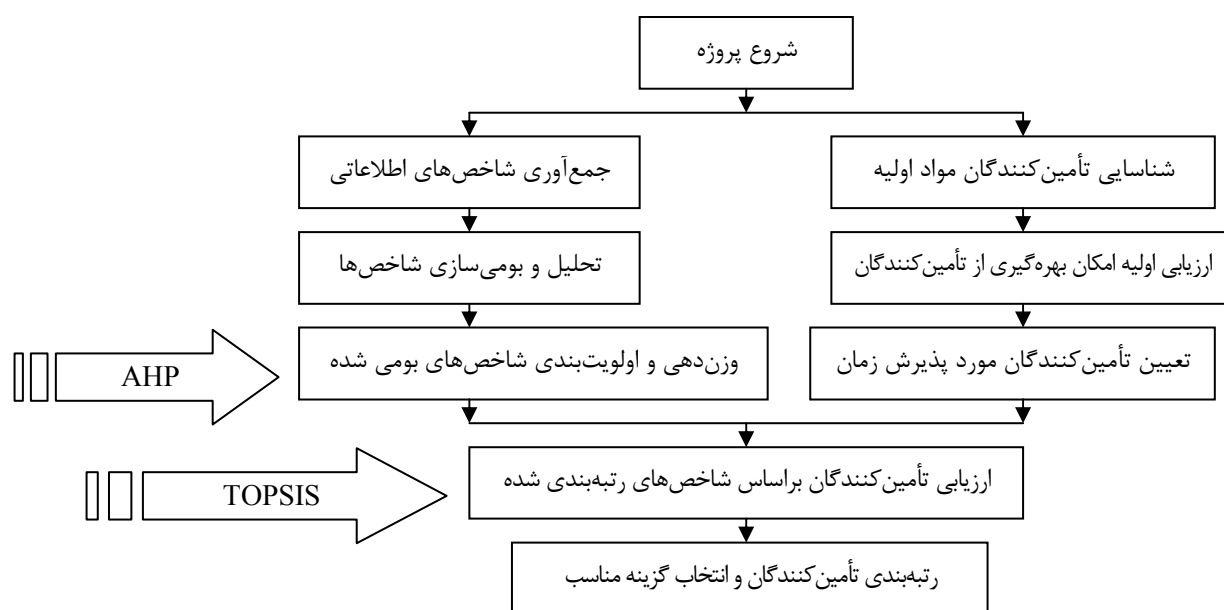 شروع پروژه
شناسایی تأمین‌کنندگان مواد اولیه
جمع‌آوری شاخص‌های اطلاعاتی
ارزیابی اولیه امکان بهره‌گیری از تأمین‌کنندگان
تحلیل و بومی‌سازی شاخص‌ها
تعیین تأمین‌کنندگان مورد پذیرش زمان
وزن‌دهی و اولویت‌بندی شاخص‌های بومی شده
AHP
ارزیابی تأمین‌کنندگان براساس شاخص‌های رتبه‌بندی شده
TOPSIS
رتبه‌بندی تأمین‌کنندگان و انتخاب گزینه مناسب